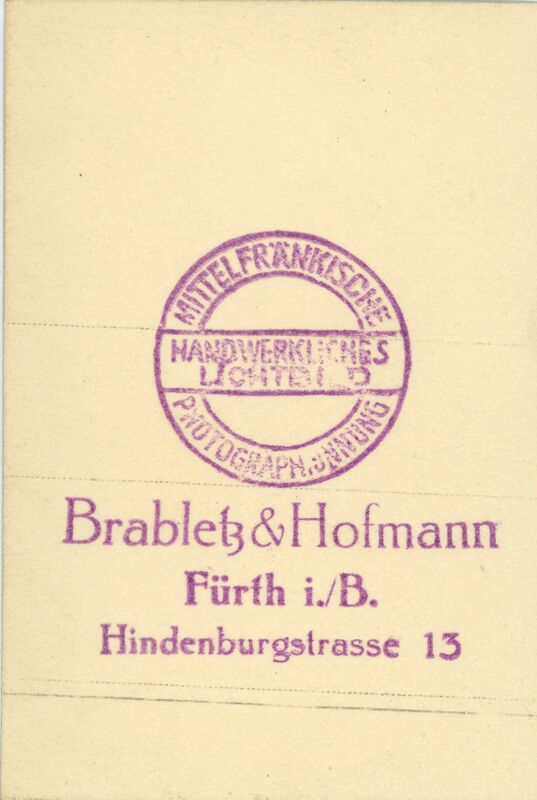 MITTELFRÄNKISCHE
HANDWERKLICHES
LICHTBILD
PHOTOGRAPH.INNUNG
Brabletz & Hofmann
Fürth i./B.
Hindenburgstrasse 13